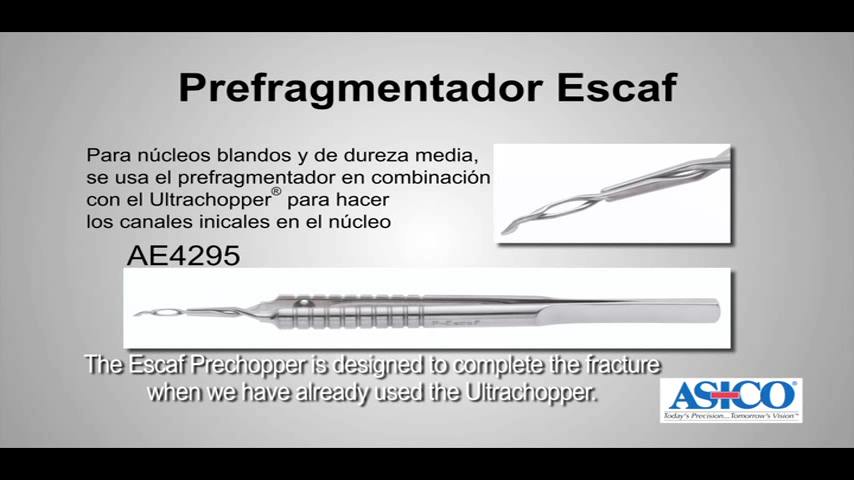 Prefragmentador Escaf
Para núcleos blandos y de dureza media,
se usa el prefragmentador en combinación
con el Ultrachopper® para hacer
los canales inicales en el núcleo
AE4295
P-Escaf
The Escaf Prechopper is designed to complete the fracture
when we have already used the Ultrachopper.
ASICO®
Today's Precision...Tomorrow's Vision™